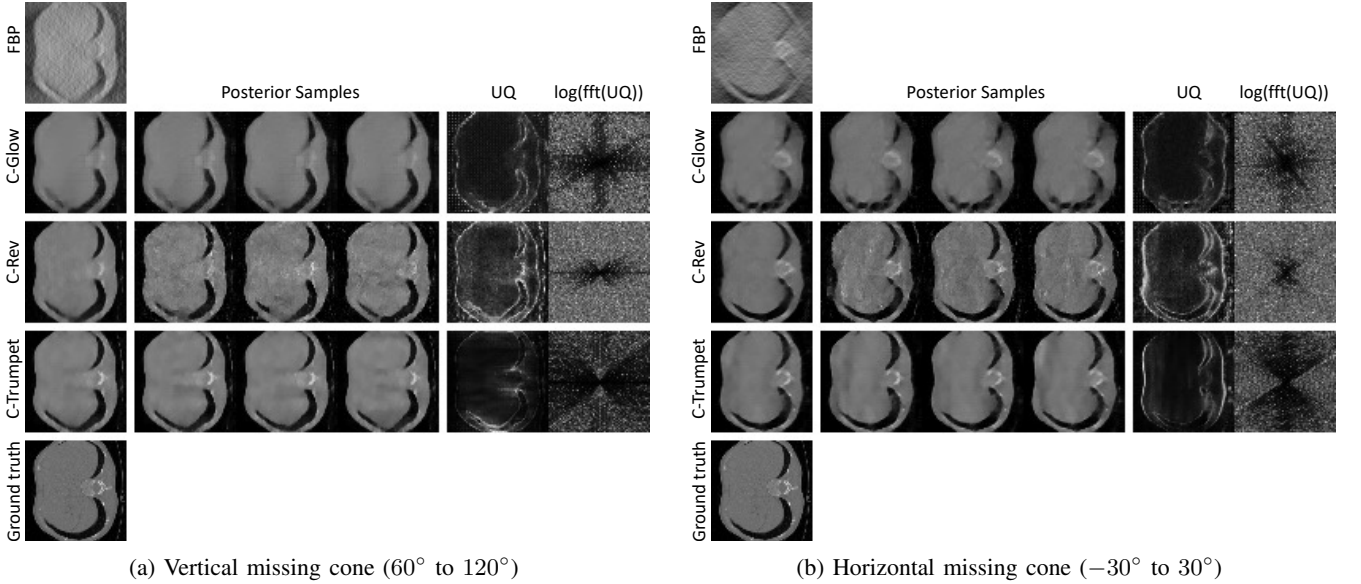 FBP
Posterior Samples UQ log(fft(UQ))
C-Glow
C-Rev
C-Trumpet
Ground truth
(a) Vertical missing cone (60° to 120°)
FBP
Posterior Samples UQ log(fft(UQ))
C-Glow
C-Rev
C-Trumpet
Ground truth
(b) Horizontal missing cone (−30° to 30°)